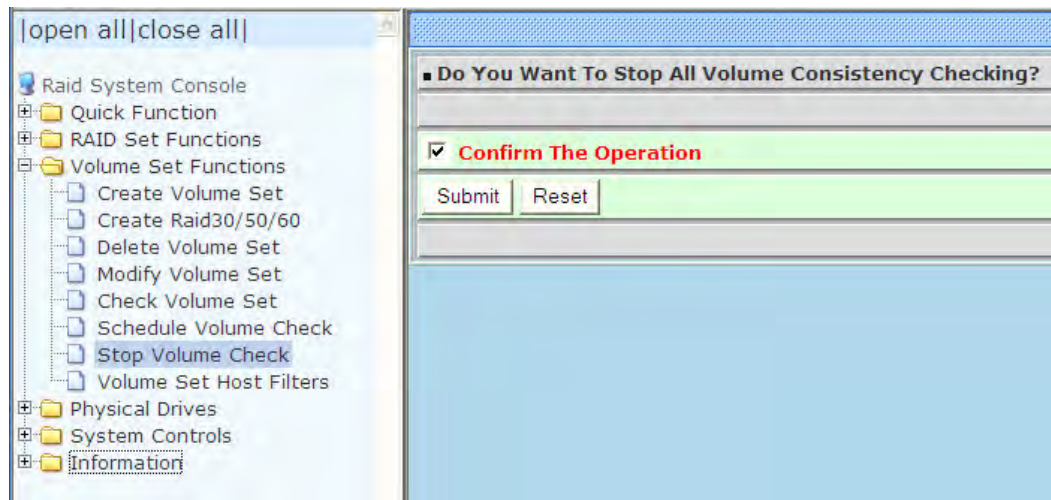 |open all|close all|
Raid System Console
Quick Function
RAID Set Functions
Volume Set Functions
Create Volume Set
Create Raid30/50/60
Delete Volume Set
Modify Volume Set
Check Volume Set
Schedule Volume Check
Stop Volume Check
Volume Set Host Filters
Physical Drives
System Controls
Information
Do You Want To Stop All Volume Consistency Checking?
Confirm The Operation
Submit Reset